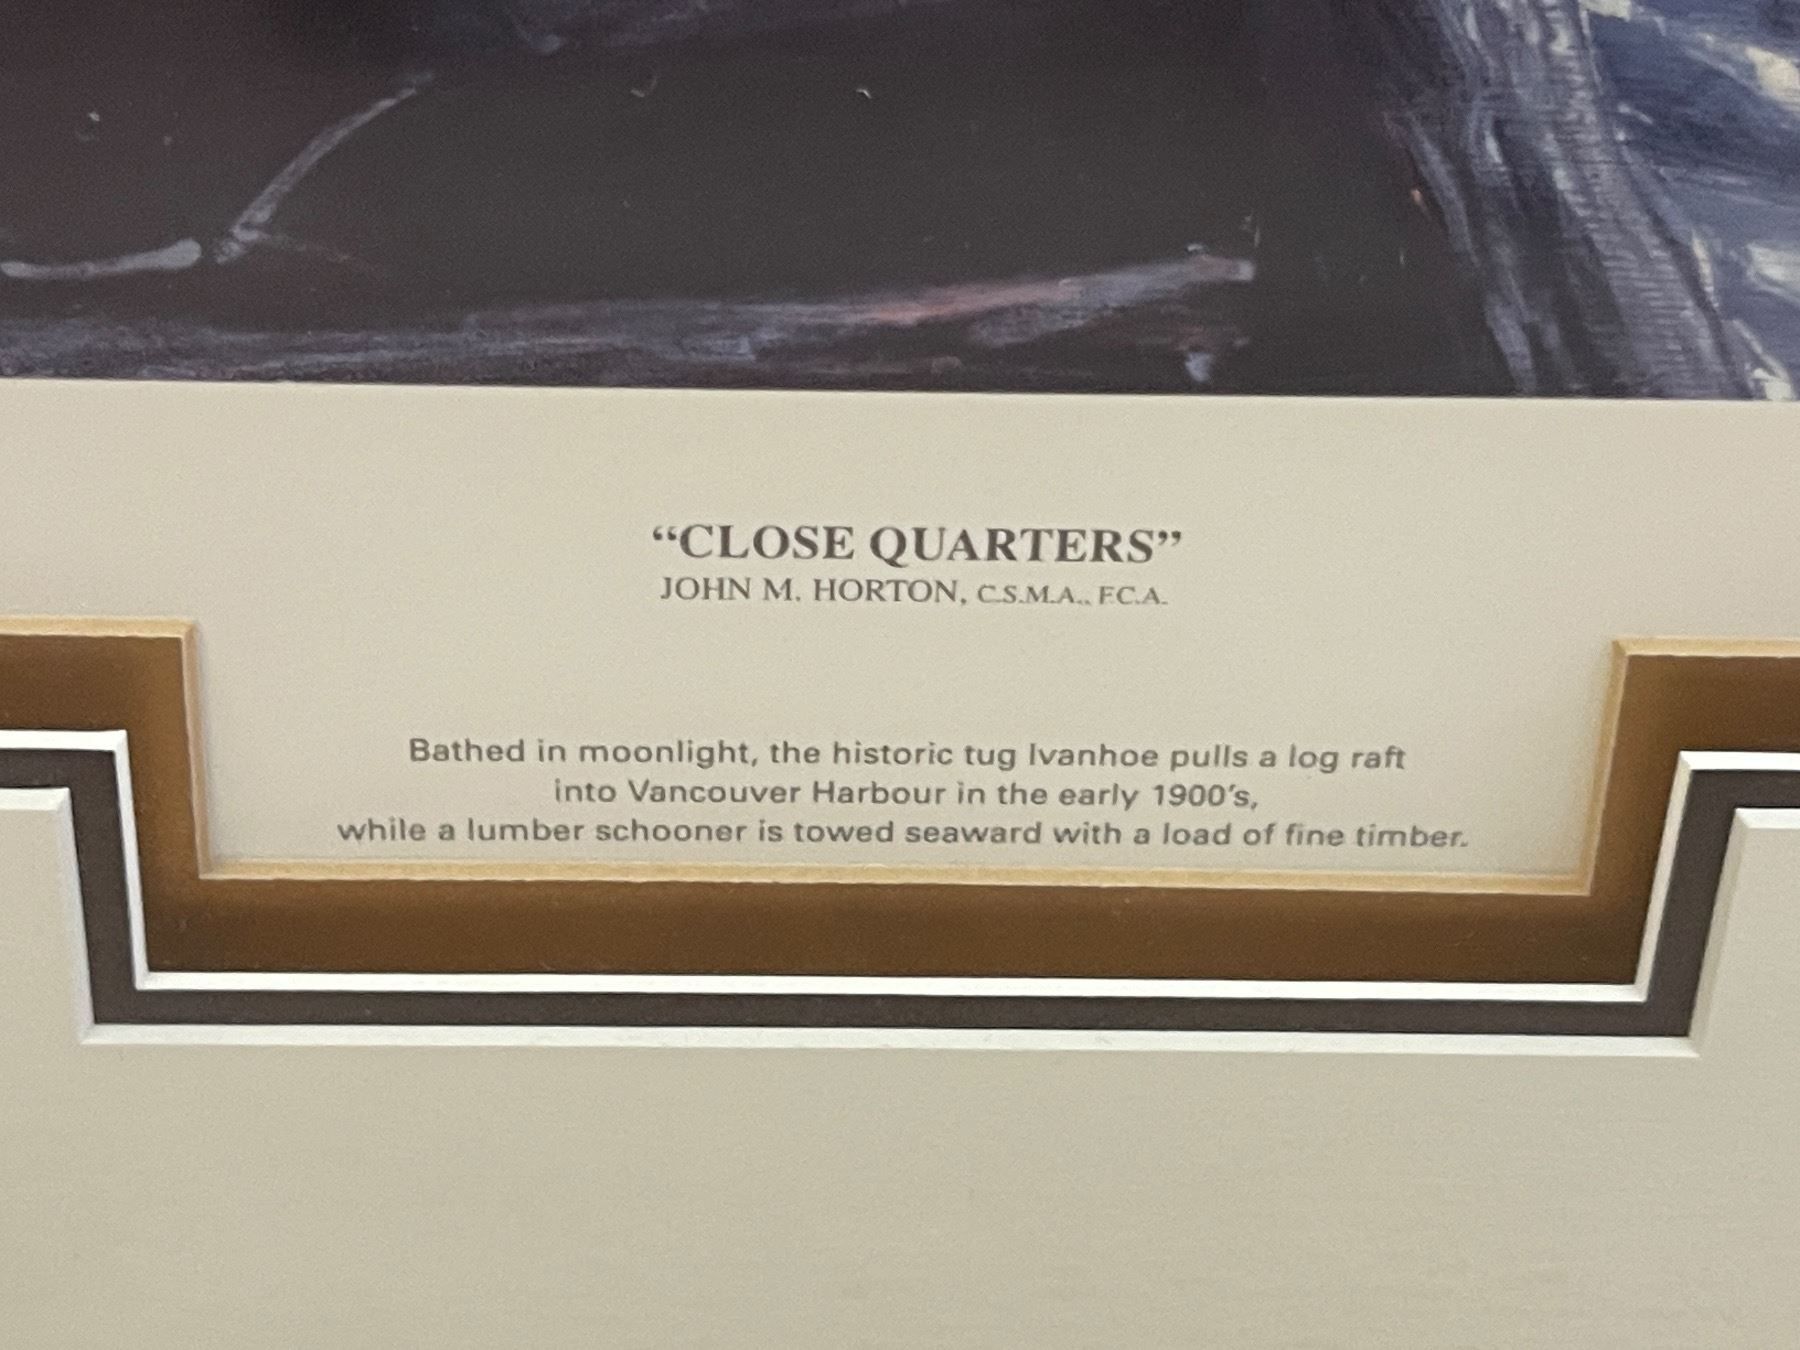 “CLOSE QUARTERS”
JOHN M. HORTON, C.S.M.A., F.C.A.
Bathed in moonlight, the historic tug Ivanhoe pulls a log raft
into Vancouver Harbour in the early 1900’s,
while a lumber schooner is towed seaward with a load of fine timber.